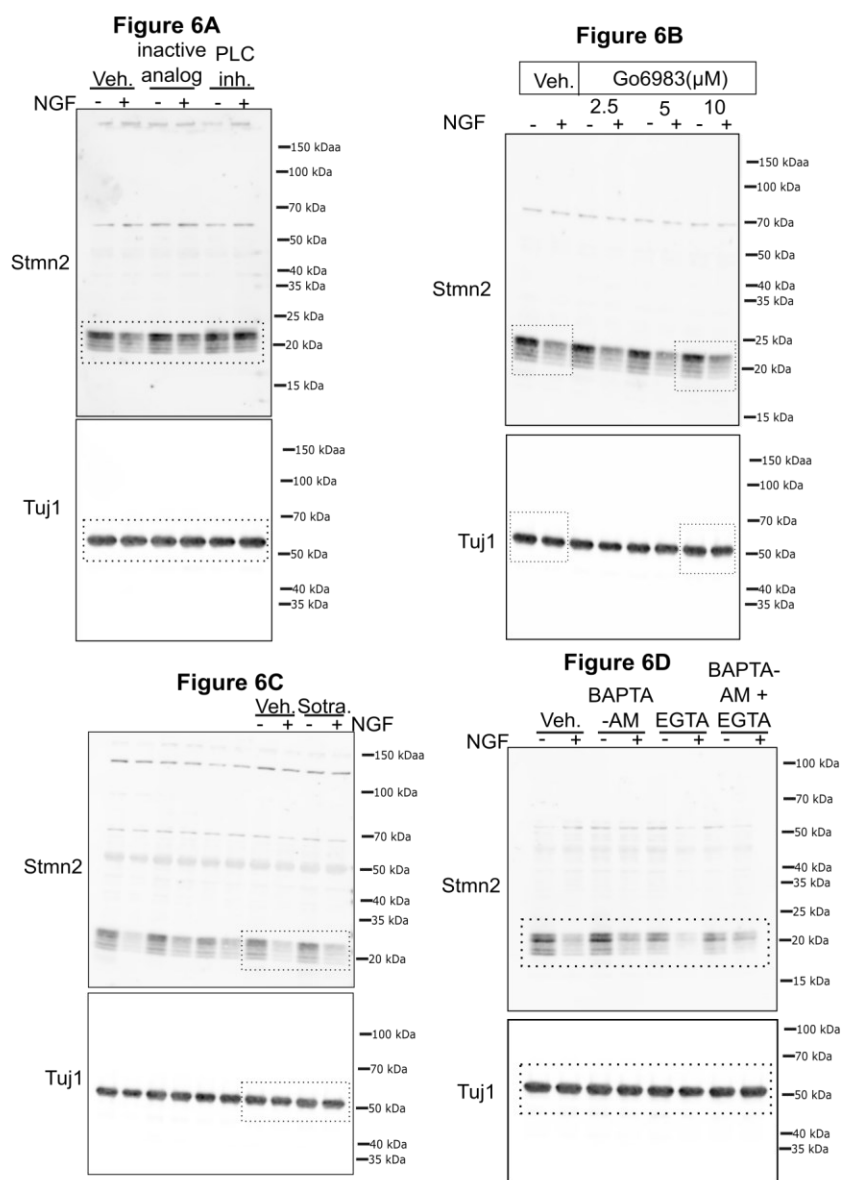 Figure 6A
inactive
analog
PLC
inh.
Veh.
NGF - + - + - +
150 kDaa
100 kDa
70 kDa
50 kDa
Stmn2
40 kDa
35 kDa
25 kDa
20 kDa
15 kDa
150 kDaa
100 kDa
Tuj1
70 kDa
50 kDa
40 kDa
35 kDa
Figure 6B
Veh. Go6983(μM)
2.5 5 10
NGF - + - + - + - +
150 kDaa
100 kDa
70 kDa
50 kDa
Stmn2
40 kDa
35 kDa
25 kDa
20 kDa
15 kDa
150 kDaa
100 kDa
70 kDa
Tuj1
50 kDa
40 kDa
35 kDa
Figure 6C
Veh. Sotra.
- + - + NGF
150 kDaa
100 kDa
70 kDa
Stmn2
50 kDa
40 kDa
35 kDa
25 kDa
20 kDa
100 kDa
Tuj1
70 kDa
50 kDa
40 kDa
35 kDa
Figure 6D
Veh.
BAPTA
-AM
EGTA
BAPTA-
AM +
EGTA
NGF - + - + - + - +
100 kDa
70 kDa
50 kDa
Stmn2
40 kDa
35 kDa
25 kDa
20 kDa
15 kDa
100 kDa
70 kDa
Tuj1
50 kDa
40 kDa
35 kDa